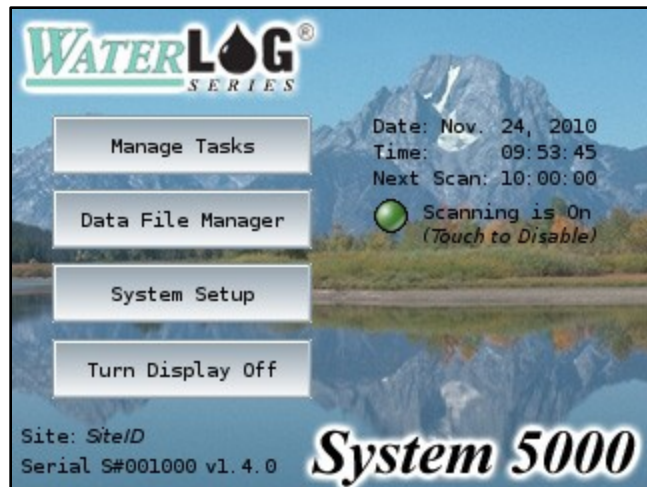 WATERLOG®
SERIES
Manage Tasks
Data File Manager
System Setup
Turn Display Off
Date: Nov. 24, 2010
Time: 09:53:45
Next Scan: 10:00:00
Scanning is On
(Touch to Disable)
Site: SiteID
Serial S#001000 v1.4.0
System 5000